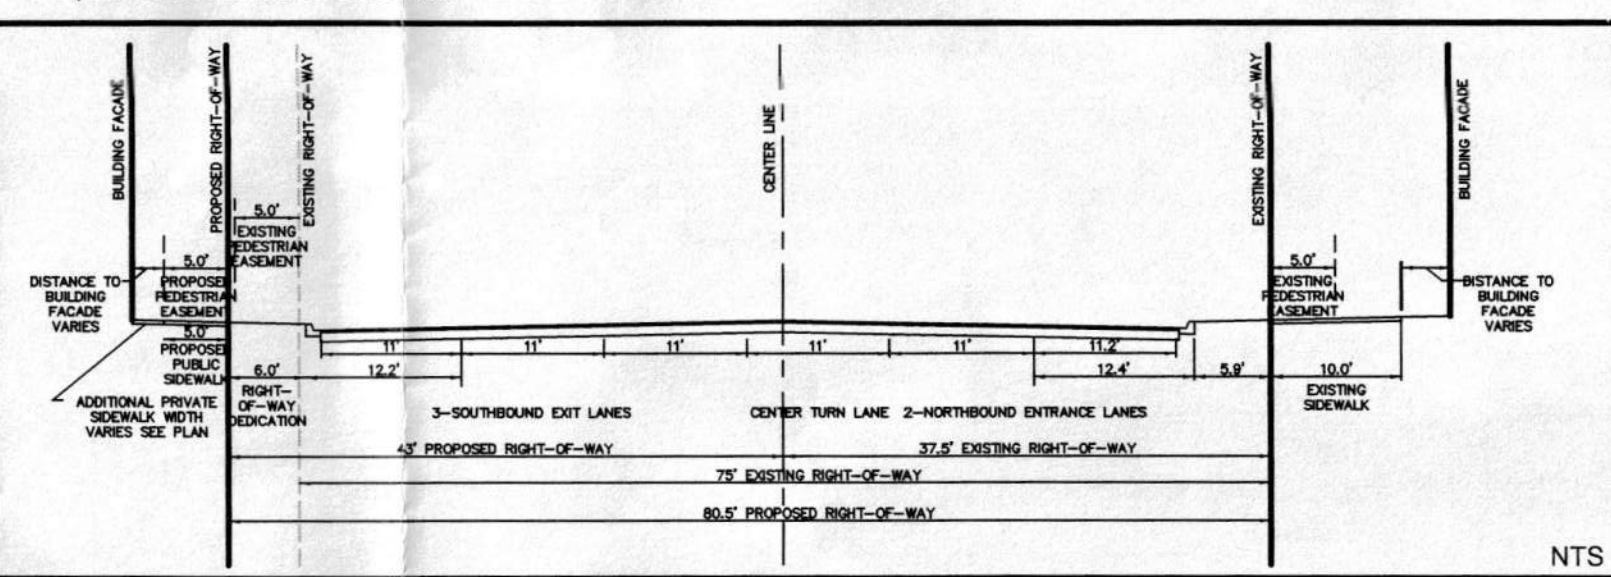 BUILDING FACADE
PROPOSED RIGHT-OF-WAY
EXISTING RIGHT-OF-WAY
CENTER LINE
EXISTING RIGHT-OF-WAY
BUILDING FACADE
5.0'
EXISTING
PEDESTRIAN
EASEMENT
5.0'
PROPOSED
PEDESTRIAN
EASEMENT
DISTANCE TO
BUILDING
FACADE
VARIES
5.0'
EXISTING
PEDESTRIAN
EASEMENT
DISTANCE TO
BUILDING
FACADE
VARIES
5.0'
PROPOSED
PUBLIC
SIDEWALK
11'
11'
11'
11'
11'
11.2'
6.0'
12.2'
12.4'
5.9'
10.0'
RIGHT-
OF-WAY
DEDICATION
EXISTING
SIDEWALK
ADDITIONAL PRIVATE
SIDEWALK WIDTH
VARIES SEE PLAN
3-SOUTHBOUND EXIT LANES
CENTER TURN LANE
2-NORTHBOUND ENTRANCE LANES
43' PROPOSED RIGHT-OF-WAY
37.5' EXISTING RIGHT-OF-WAY
75' EXISTING RIGHT-OF-WAY
80.5' PROPOSED RIGHT-OF-WAY
NTS